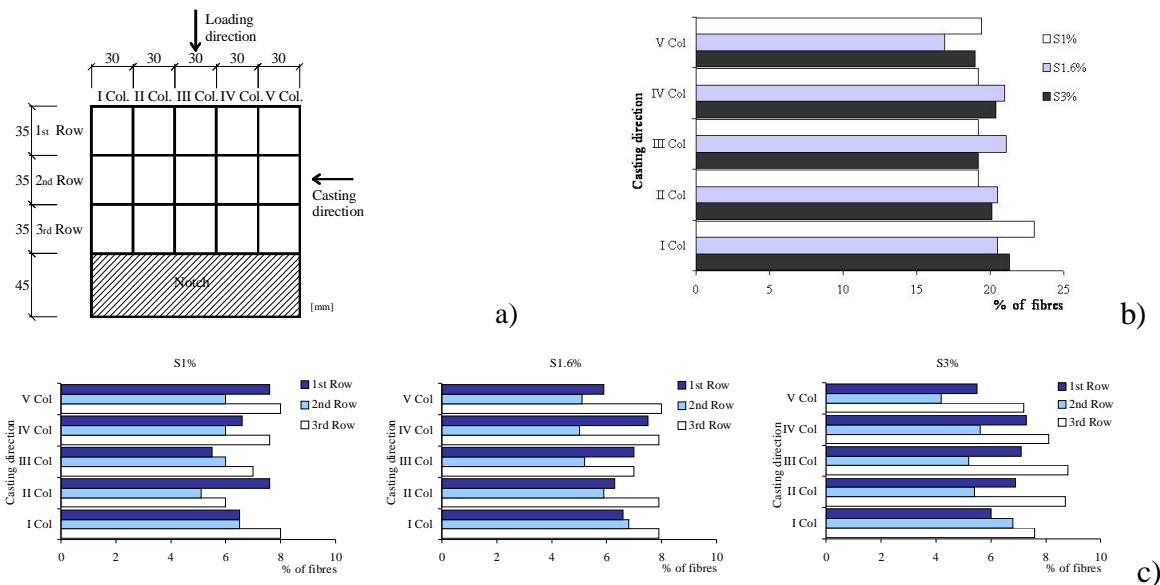 Loading
direction
30 30 30 30 30
I Col. II Col. III Col. IV Col. V Col.
35 1st Row
35 2nd Row
35 3rd Row
Casting
direction
45
Notch
[mm]
a)
Casting direction
V Col
IV Col
III Col
II Col
I Col
0 5 10 15 20 25
% of fibres
S1%
S1.6%
S3%
b)
S1%
Casting direction
V Col
IV Col
III Col
II Col
I Col
0 2 4 6 8 10
% of fibres
1st Row
2nd Row
3rd Row
S1.6%
Casting direction
V Col
IV Col
III Col
II Col
I Col
0 2 4 6 8 10
% of fibres
1st Row
2nd Row
3rd Row
S3%
Casting direction
V Col
IV Col
III Col
II Col
I Col
0 2 4 6 8 10
% of fibres
1st Row
2nd Row
3rd Row
c)